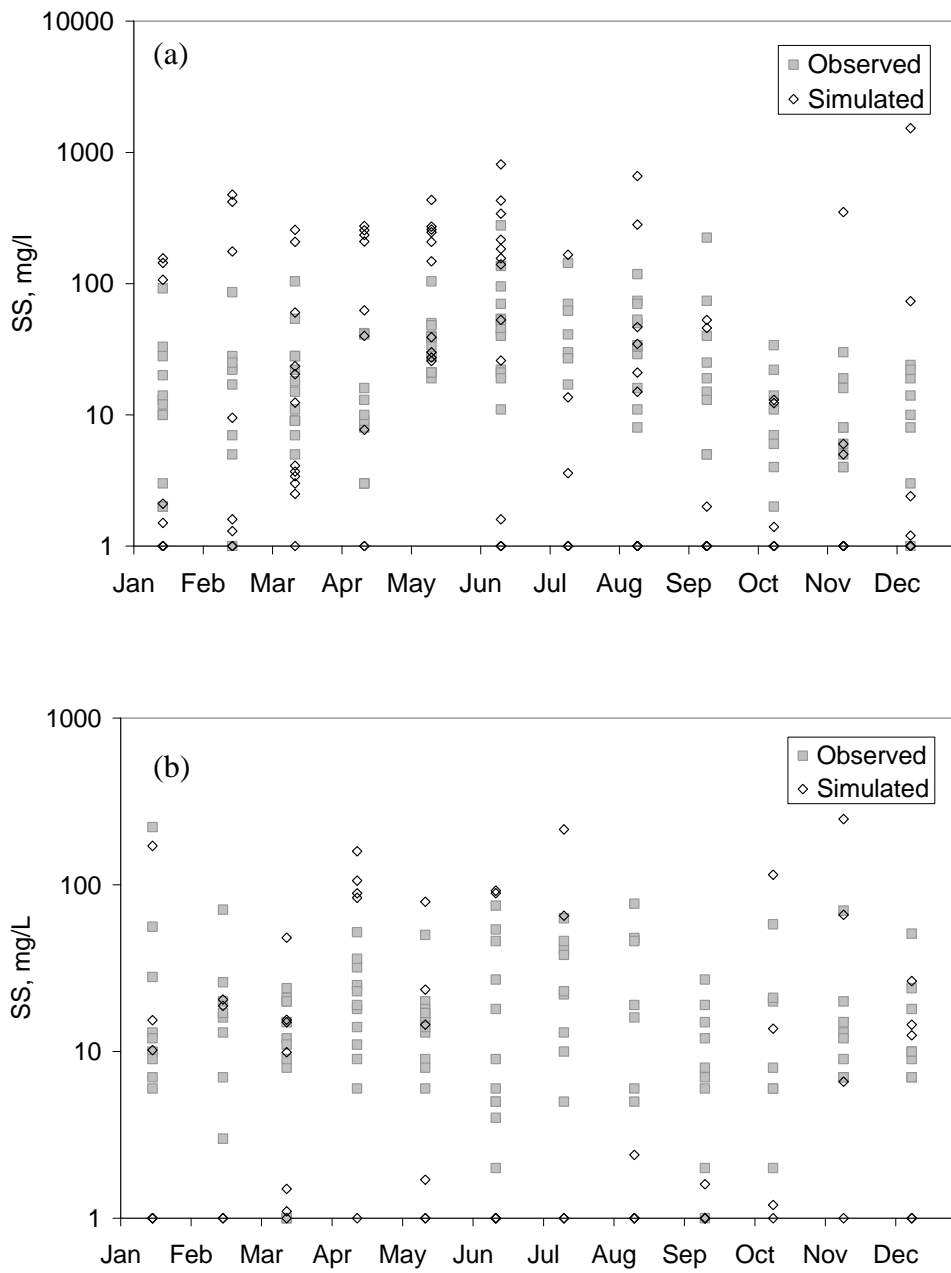 (a)
Observed
Simulated
10000
1000
100
10
1
SS, mg/l
Jan Feb Mar Apr May Jun Jul Aug Sep Oct Nov Dec
(b)
Observed
Simulated
1000
100
10
1
SS, mg/L
Jan Feb Mar Apr May Jun Jul Aug Sep Oct Nov Dec